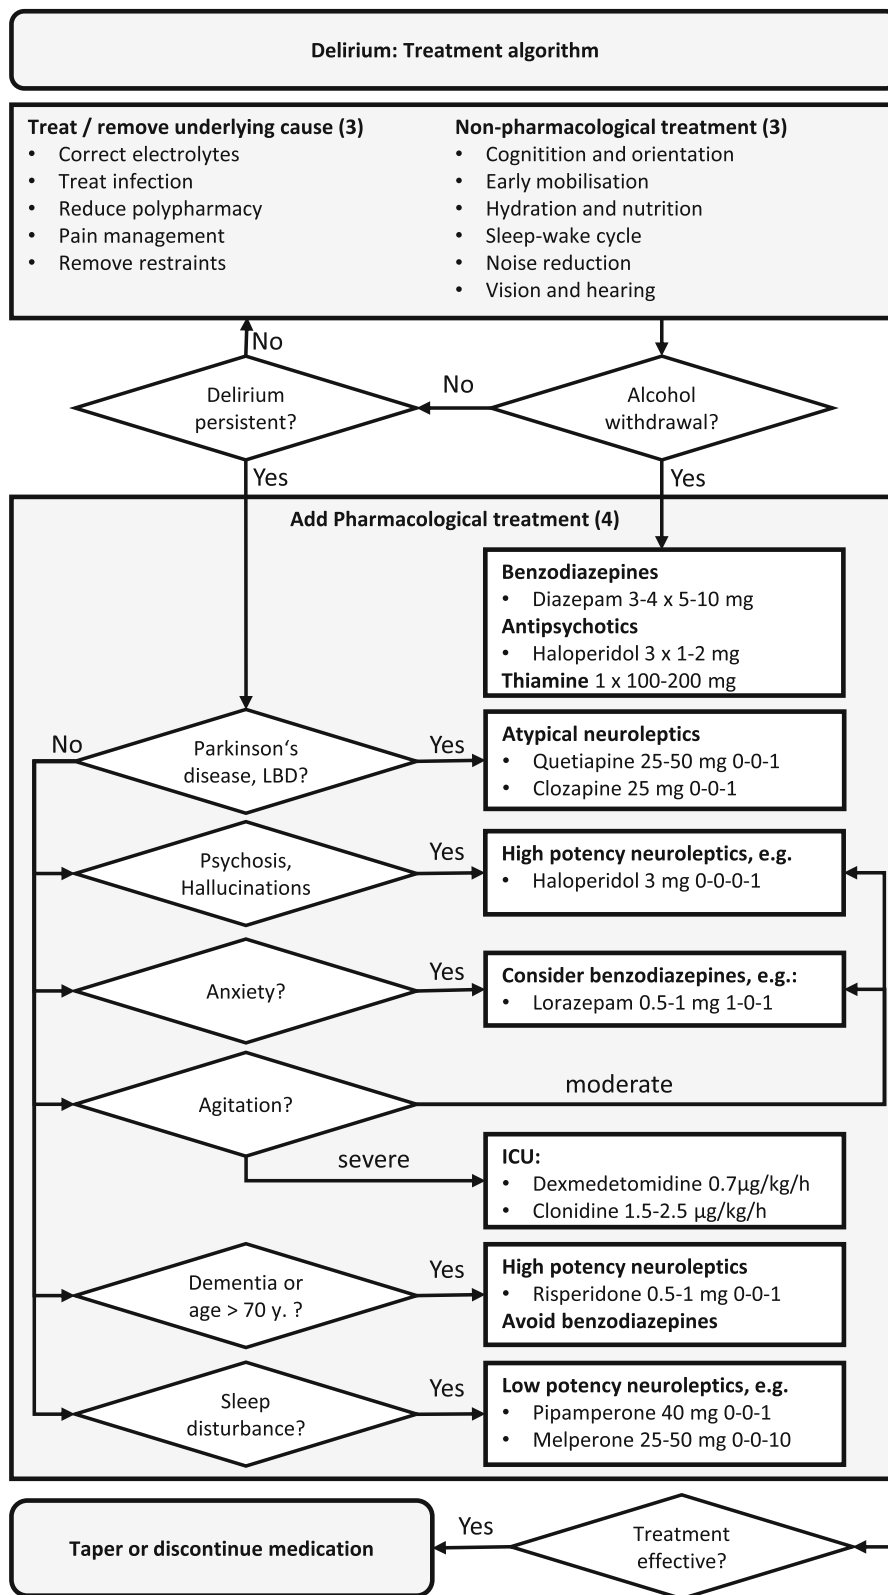 Delirium: Treatment algorithm
Treat / remove underlying cause (3)
• Correct electrolytes
• Treat infection
• Reduce polypharmacy
• Pain management
• Remove restraints
Non-pharmacological treatment (3)
• Cognitition and orientation
• Early mobilisation
• Hydration and nutrition
• Sleep-wake cycle
• Noise reduction
• Vision and hearing
No
Delirium
persistent?
No
Alcohol
withdrawal?
Yes
Yes
Add Pharmacological treatment (4)
Benzodiazepines
• Diazepam 3-4 x 5-10 mg
Antipsychotics
• Haloperidol 3 x 1-2 mg
Thiamine 1 x 100-200 mg
No
Parkinson‘s
disease, LBD?
Yes
Atypical neuroleptics
• Quetiapine 25-50 mg 0-0-1
• Clozapine 25 mg 0-0-1
Psychosis,
Hallucinations
Yes
High potency neuroleptics, e.g.
• Haloperidol 3 mg 0-0-0-1
Anxiety?
Yes
Consider benzodiazepines, e.g.:
• Lorazepam 0.5-1 mg 1-0-1
Agitation?
moderate
severe
ICU:
• Dexmedetomidine 0.7µg/kg/h
• Clonidine 1.5-2.5 µg/kg/h
Dementia or
age > 70 y. ?
Yes
High potency neuroleptics
• Risperidone 0.5-1 mg 0-0-1
Avoid benzodiazepines
Sleep
disturbance?
Yes
Low potency neuroleptics, e.g.
• Pipamperone 40 mg 0-0-1
• Melperone 25-50 mg 0-0-10
Taper or discontinue medication
Yes
Treatment
effective?